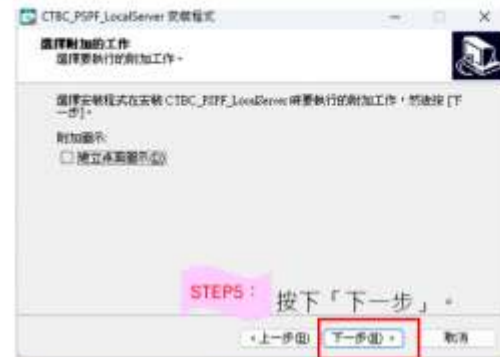 CTBC_PSPF_LocalServer 安裝程式
選擇附加的工作
選擇要執行的附加工作。
選擇安裝程式在安裝 CTBC_PSPF_LocalServer 時要執行的附加工作，然後按 [下
一步]。
附加圖示:
建立桌面圖示(D)
STEP5：
按下「下一步」。
上一步(B)
下一步(N)
取消